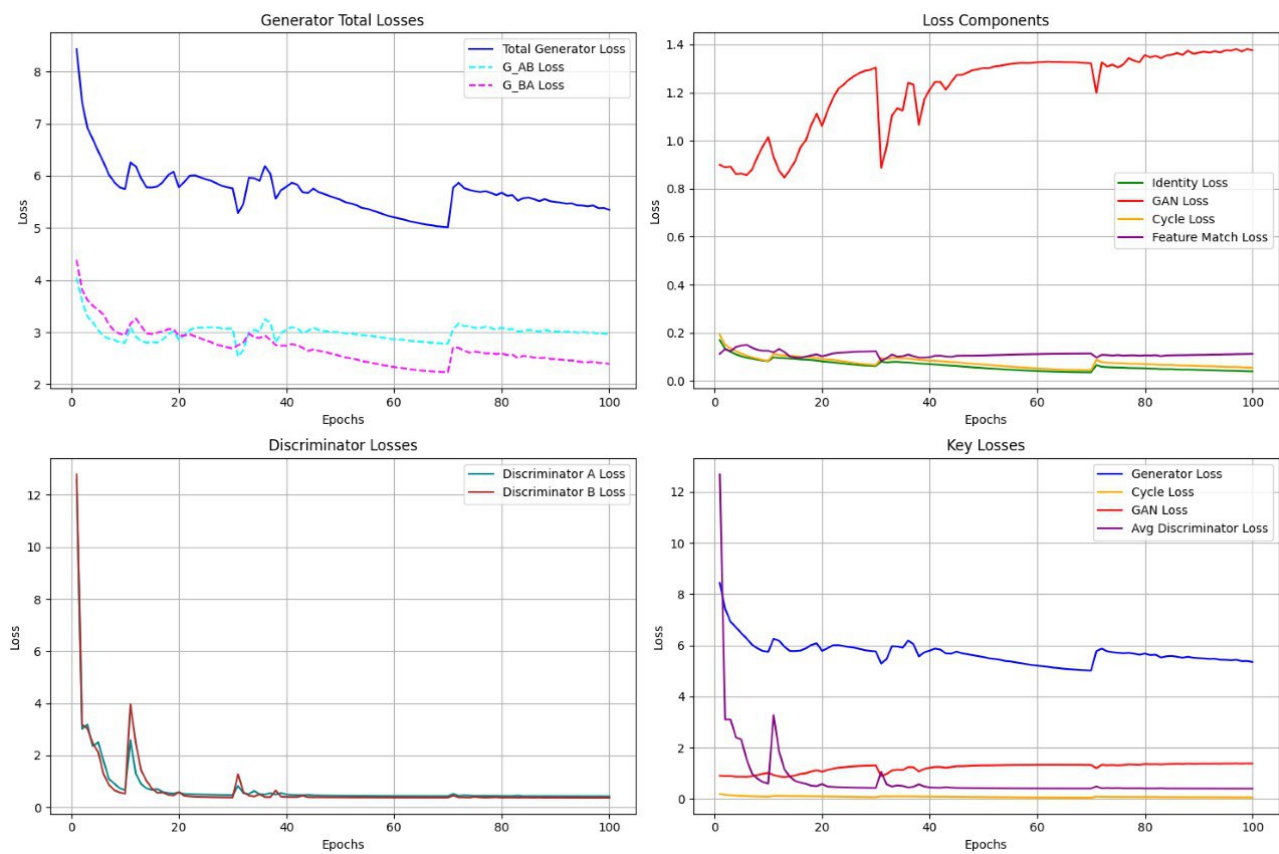 Generator Total Losses
Total Generator Loss
G_AB Loss
G_BA Loss
8
7
6
5
4
3
2
Loss
0
20
40
60
80
100
Epochs
Loss Components
1.4
1.2
1.0
0.8
0.6
0.4
0.2
0.0
Loss
Identity Loss
GAN Loss
Cycle Loss
Feature Match Loss
0
20
40
60
80
100
Epochs
Discriminator Losses
Discriminator A Loss
Discriminator B Loss
12
10
8
6
4
2
0
Loss
0
20
40
60
80
100
Epochs
Key Losses
Generator Loss
Cycle Loss
GAN Loss
Avg Discriminator Loss
12
10
8
6
4
2
0
Loss
0
20
40
60
80
100
Epochs